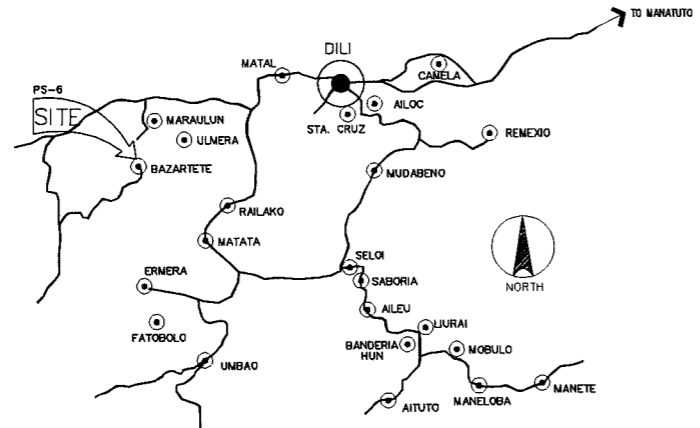 TO MANATUTO
DILI
MATAL
CANELA
PS-6
SITE
MARAULUN
AILOC
STA. CRUZ
ULMERA
REMEXIO
BAZARTETE
MUDABENO
RAILAKO
MATATA
SELOI
ERMERA
SABORIA
NORTH
AILEU
FATOBOLO
LIURAI
BANDERIA
HUN
MOBULO
UMBAO
MANELOBA
MANETE
AITUTO